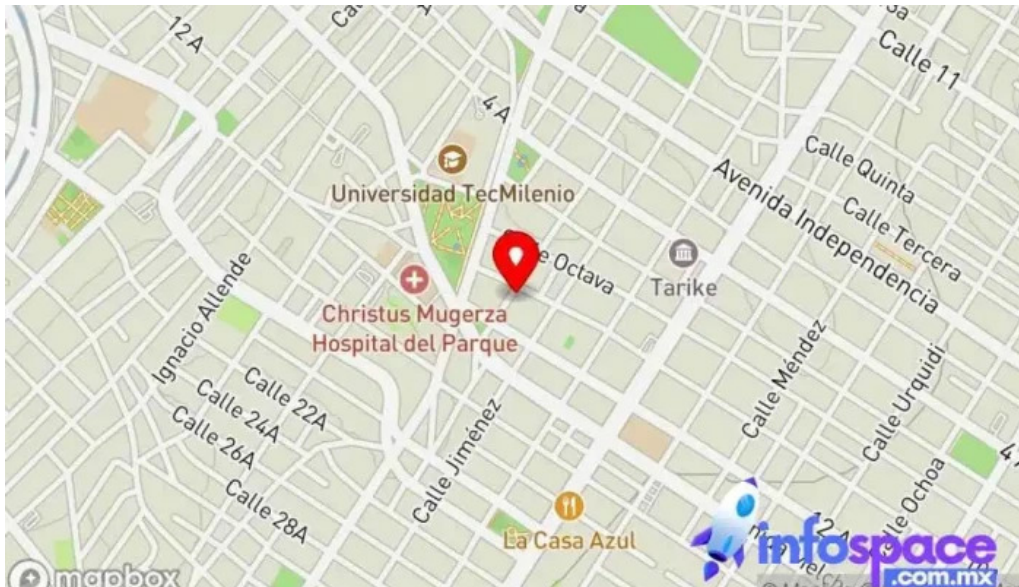 12 A
Calle 11
4 A
Universidad TecMilenio
Calle Quinta
Avenida Independencia
Calle Tercera
Octava
Tarike
Ignacio Allende
Christus Mugerza
Hospital del Parque
Calle Méndez
Calle Urquidi
Calle 22A
Calle 24A
Calle 26A
Calle Jiménez
Calle 28A
La Casa Azul
12 A
Calle Ochoa
infospace
.com.mx
mapbox